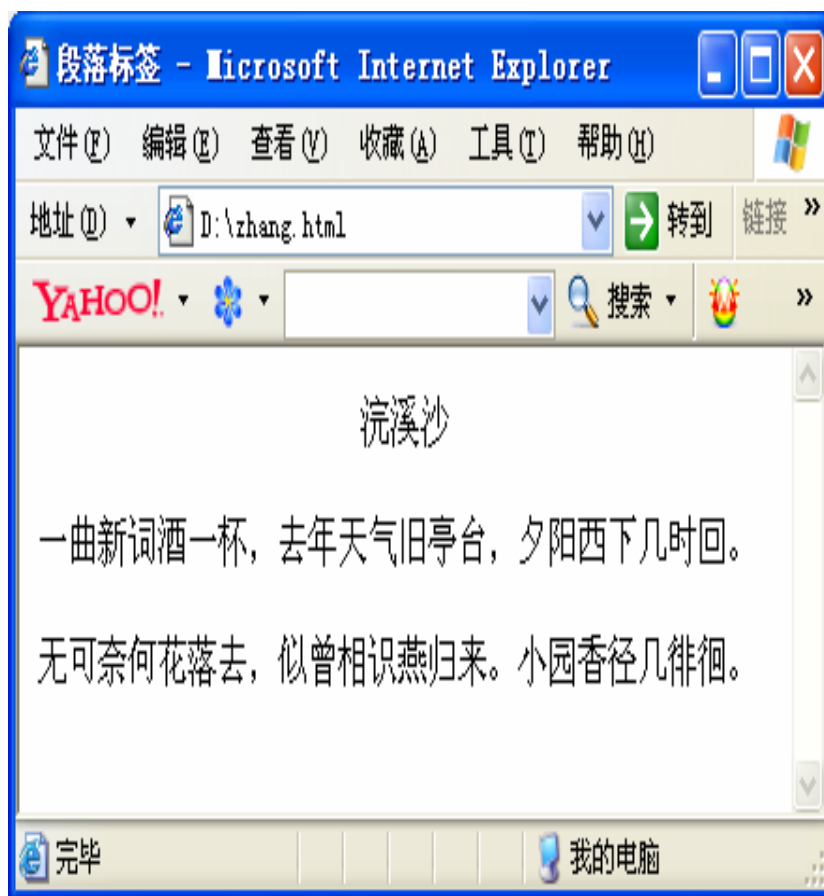 段落标签 - Microsoft Internet Explorer
文件(F) 编辑(E) 查看(V) 收藏(A) 工具(T) 帮助(H)
地址(D) D:\zhang.html 转到 链接 »
YAHOO! 搜索 »
浣溪沙
一曲新词酒一杯，去年天气旧亭台，夕阳西下几时回。
无可奈何花落去，似曾相识燕归来。小园香径几徘徊。
完毕 我的电脑